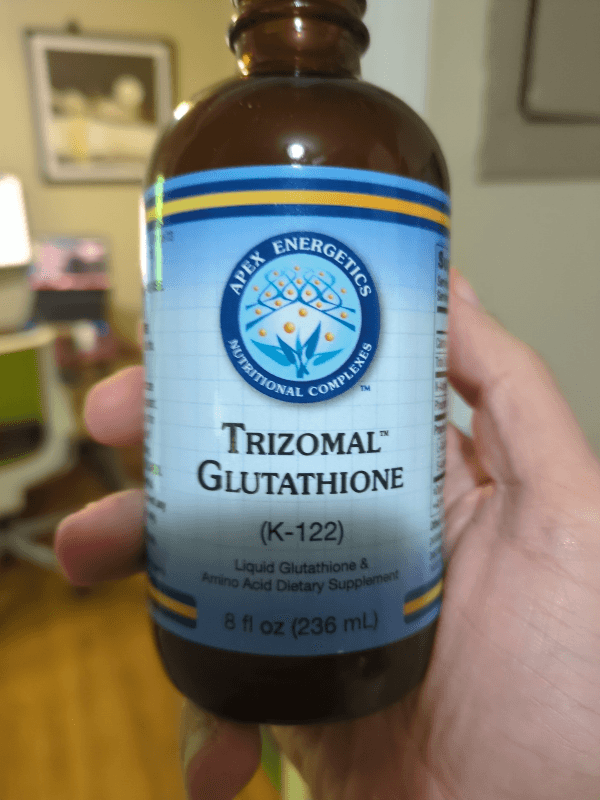 APEX ENERGETICS
NUTRITIONAL COMPLEXES
™
TRIZOMAL™
GLUTATHIONE
(K-122)
Liquid Glutathione &
Amino Acid Dietary Supplement
8 fl oz (236 mL)